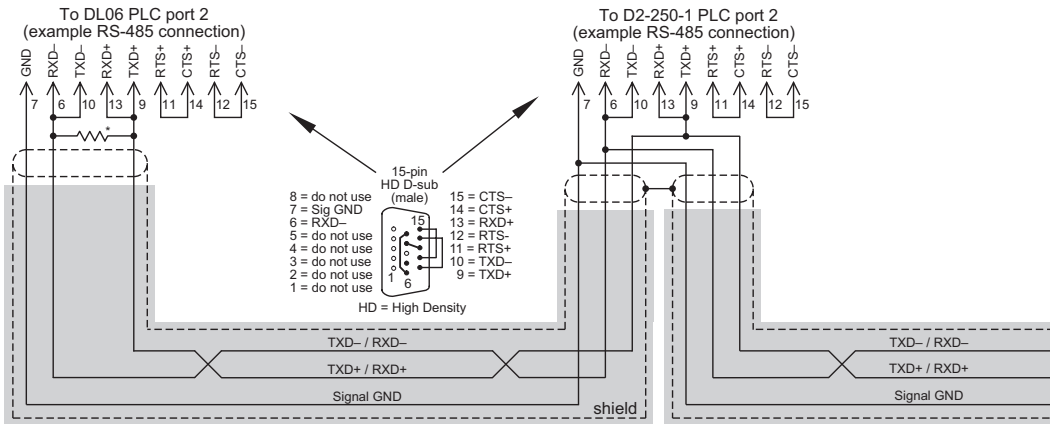 To DL06 PLC port 2
(example RS-485 connection)
GND
RXD–
TXD–
RXD+
TXD+
RTS+
CTS+
RTS–
CTS–
7
6
10
13
9
11
14
12
15
*
To D2-250-1 PLC port 2
(example RS-485 connection)
GND
RXD–
TXD–
RXD+
TXD+
RTS+
CTS+
RTS–
CTS–
7
6
10
13
9
11
14
12
15
15-pin
HD D-sub
(male)
8 = do not use
7 = Sig GND
6 = RXD–
5 = do not use
4 = do not use
3 = do not use
2 = do not use
1 = do not use
15
1
6
15 = CTS–
14 = CTS+
13 = RXD+
12 = RTS-
11 = RTS+
10 = TXD–
9 = TXD+
HD = High Density
TXD– / RXD–
TXD+ / RXD+
Signal GND
shield
TXD– / RXD–
TXD+ / RXD+
Signal GND